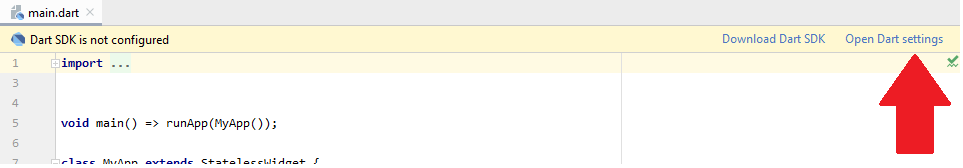 main.dart
Dart SDK is not configured Download Dart SDK Open Dart settings
1 import ...
3
4
5 void main() => runApp(MyApp());
6
7 class MyApp extends StatelessWidget {